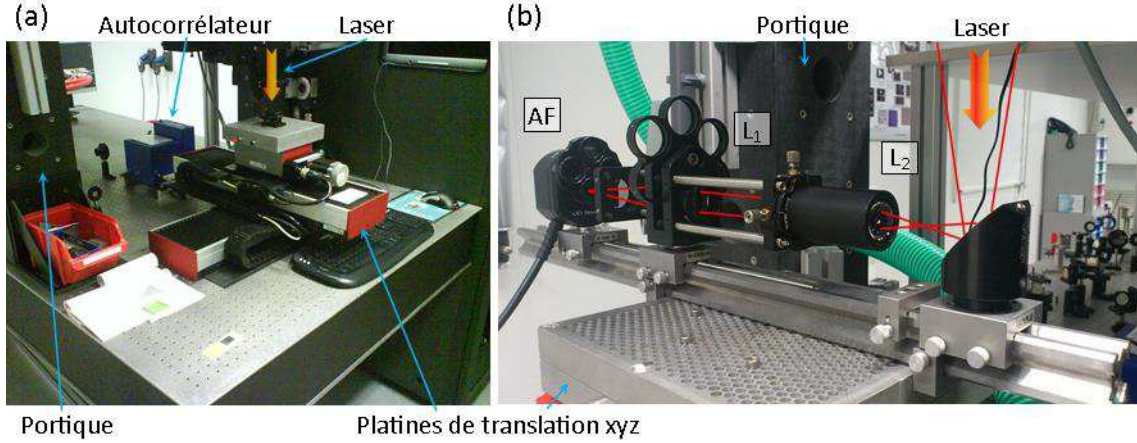 (a)
Autocorrélateur
Laser
(b)
Portique
Laser
AF
L1
L2
Portique
Platines de translation xyz